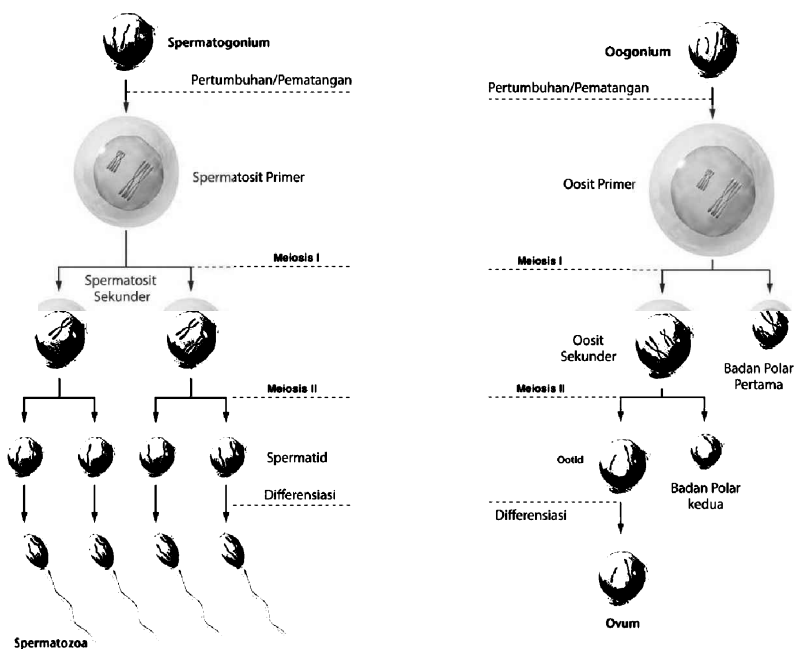 Spermatogonium
Pertumbuhan/Pematangan
Spermatosit Primer
Meiosis I
Spermatosit
Sekunder
Meiosis II
Spermatid
Differensiasi
Spermatozoa
Oogonium
Pertumbuhan/Pematangan
Oosit Primer
Meiosis I
Oosit
Sekunder
Badan Polar
Pertama
Meiosis II
Ootid
Badan Polar
kedua
Differensiasi
Ovum